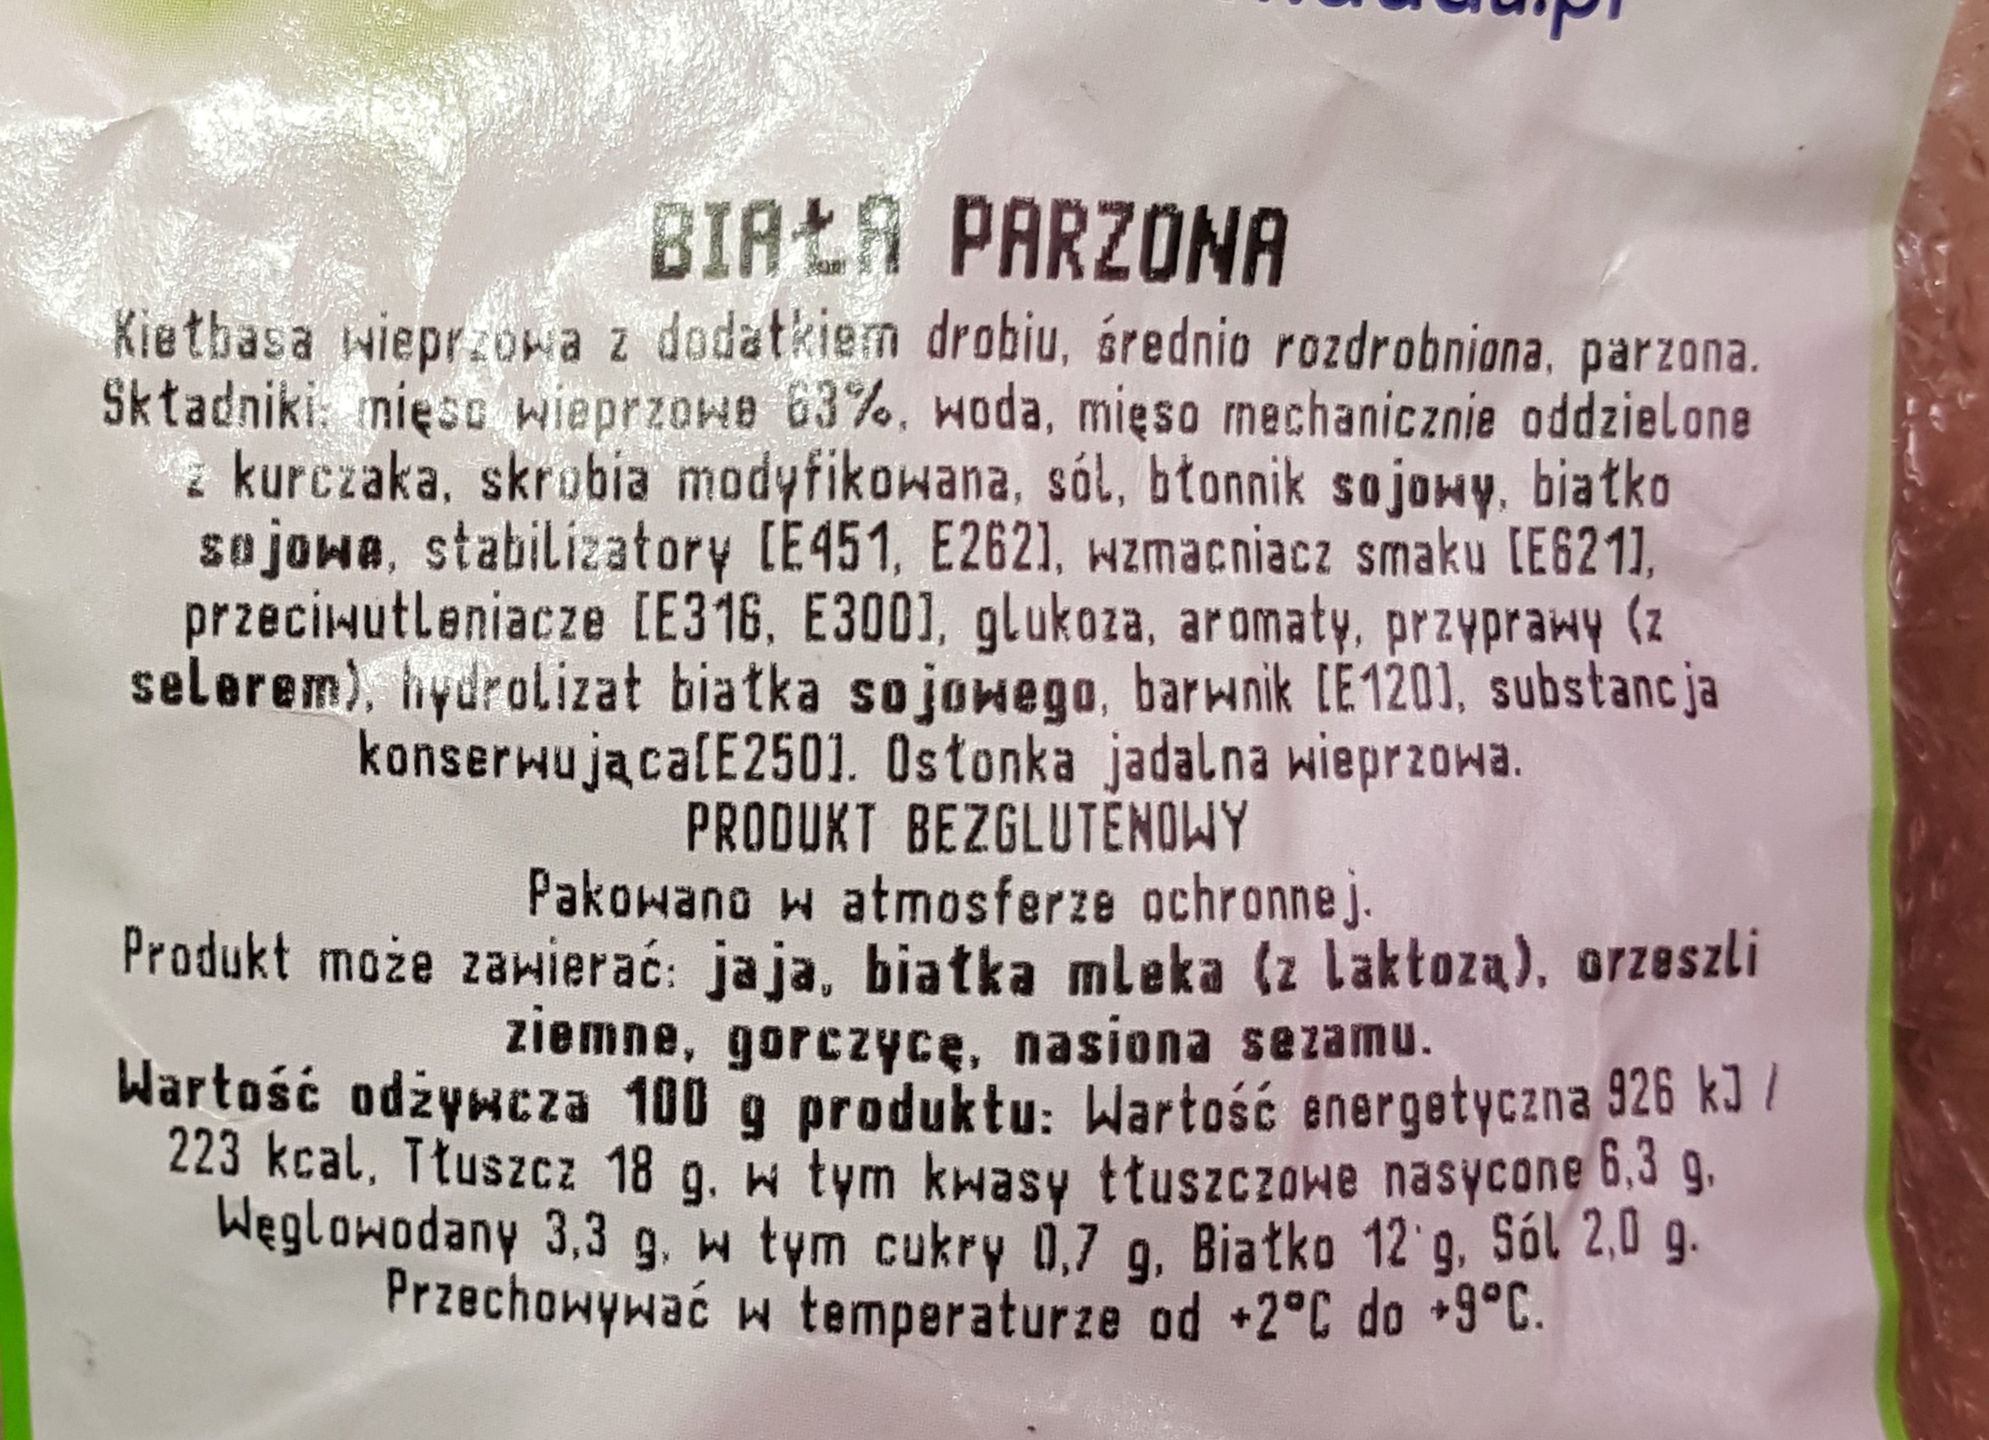 BIAŁA PARZONA
Kiełbasa wieprzowa z dodatkiem drobiu, średnio rozdrobniona, parzona.
Składniki: mięso wieprzowe 63%, woda, mięso mechanicznie oddzielone
z kurczaka, skrobia modyfikowana, sól, błonnik sojowy, białko
sojowe, stabilizatory [E451, E262], wzmacniacz smaku [E621],
przeciwutleniacze [E316, E300], glukoza, aromaty, przyprawy (z
selerem), hydrolizat białka sojowego, barwnik [E120], substancja
konserwująca[E250]. Osłonka jadalna wieprzowa.
PRODUKT BEZGLUTENOWY
Pakowano w atmosferze ochronnej.
Produkt może zawierać: jaja, białka mleka (z laktozą), orzeszli
ziemne, gorczycę, nasiona sezamu.
Wartość odżywcza 100 g produktu: Wartość energetyczna 926 kJ /
223 kcal, Tłuszcz 18 g, w tym kwasy tłuszczowe nasycone 6,3 g,
Węglowodany 3,3 g, w tym cukry 0,7 g, Białko 12 g, Sól 2,0 g.
Przechowywać w temperaturze od +2°C do +9°C.